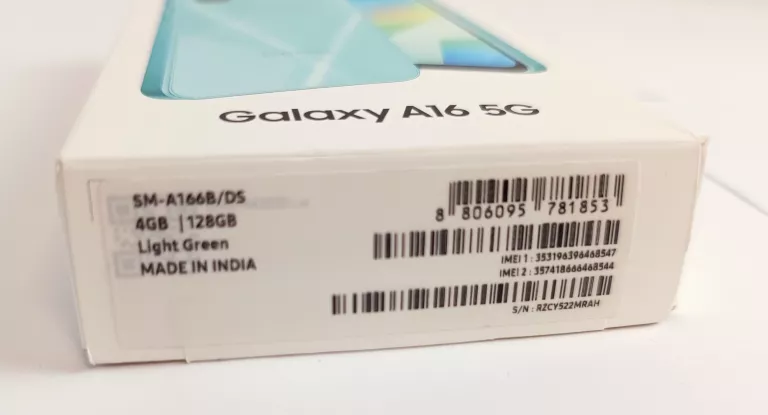 Galaxy A16 5G
SM-A166B/DS
4GB | 128GB
Light Green
MADE IN INDIA
8 806095 781853
IMEI 1 : 353196396468547
IMEI 2 : 357418666468544
S/N : RZCY522MRAH